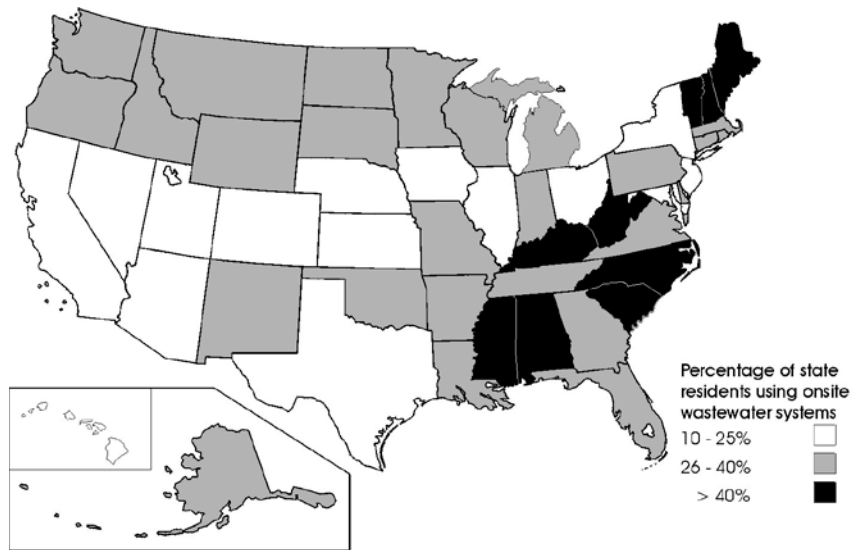 Percentage of state
residents using onsite
wastewater systems
10 - 25%
26 - 40%
> 40%